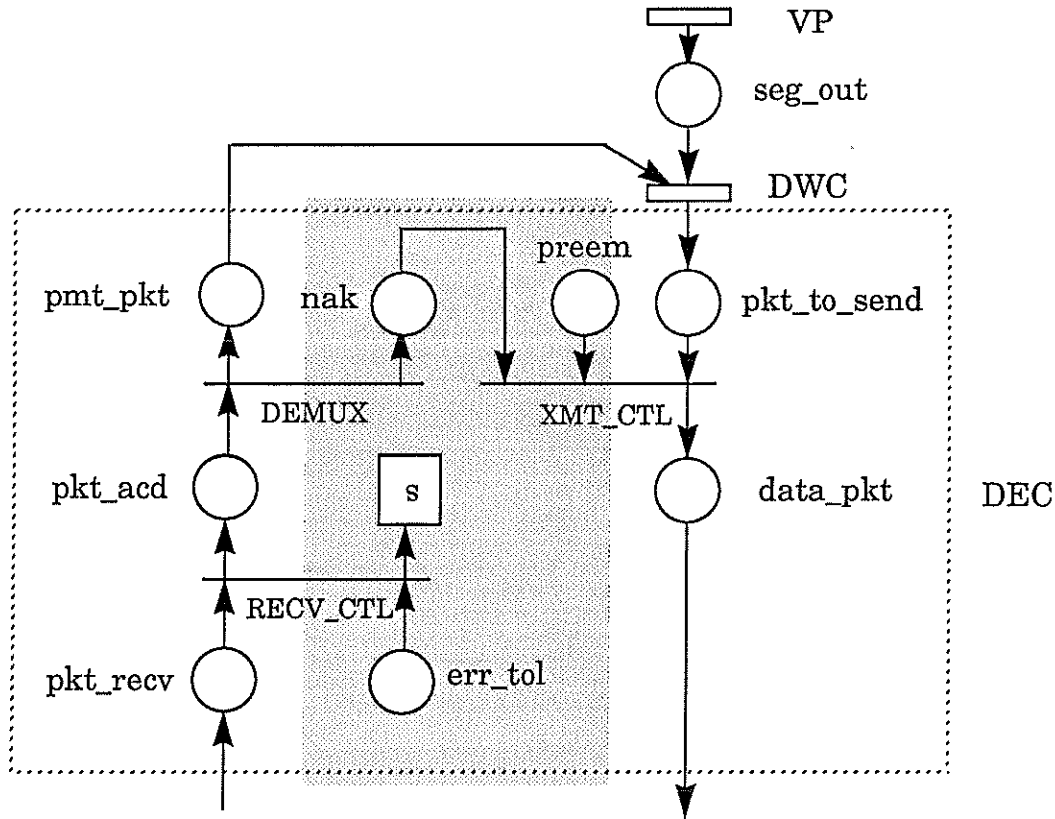 VP
seg_out
DWC
preem
pmt_pkt
nak
pkt_to_send
DEMUX
XMT_CTL
pkt_acd
s
data_pkt
DEC
RECV_CTL
pkt_recv
err_tol